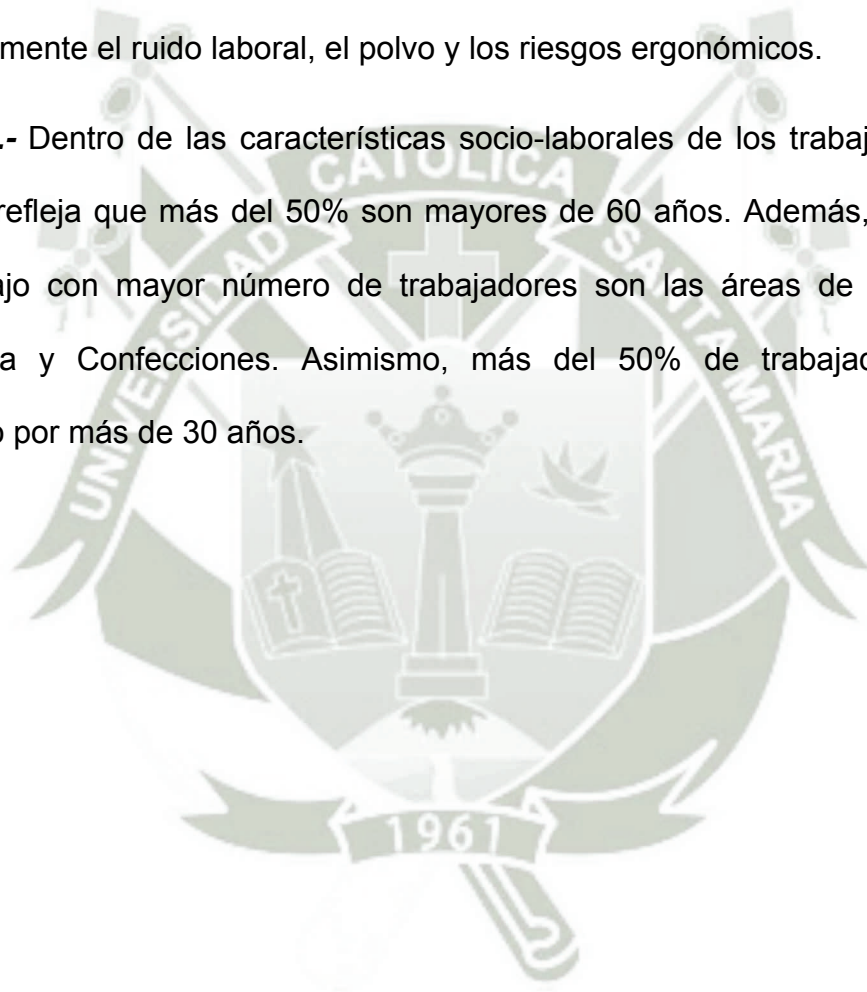 mente el ruido laboral, el polvo y los riesgos ergonómicos.
.- Dentro de las características socio-laborales de los trabaj
refleja que más del 50% son mayores de 60 años. Además,
ajo con mayor número de trabajadores son las áreas de
a y Confecciones. Asimismo, más del 50% de trabajad
o por más de 30 años.
UNIVERSIDAD CATOLICA SANTA MARIA
1961